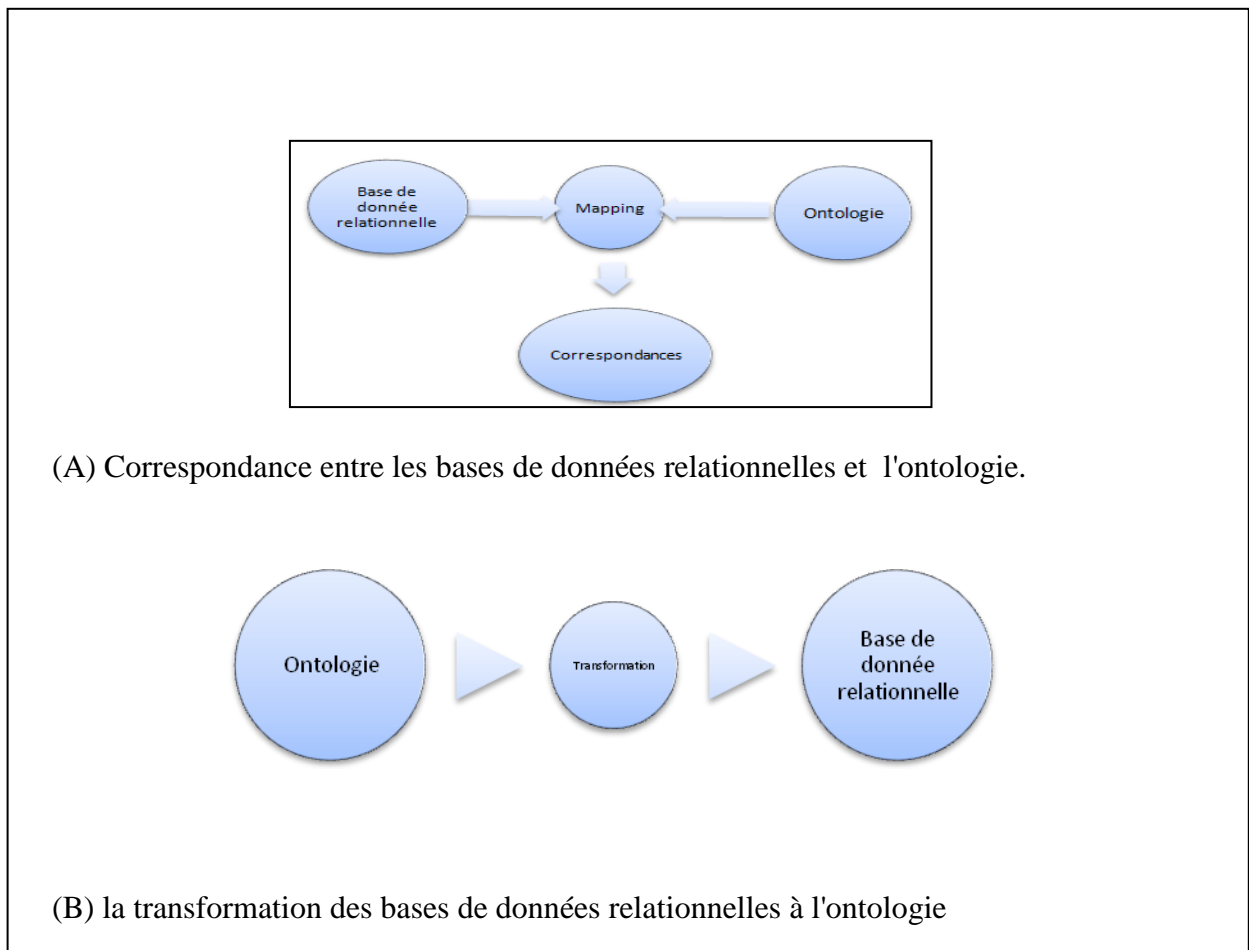 Base de
donnée
relationnelle
Mapping
Ontologie
Correspondances
(A) Correspondance entre les bases de données relationnelles et l'ontologie.
Ontologie
Transformation
Base de
donnée
relationnelle
(B) la transformation des bases de données relationnelles à l'ontologie